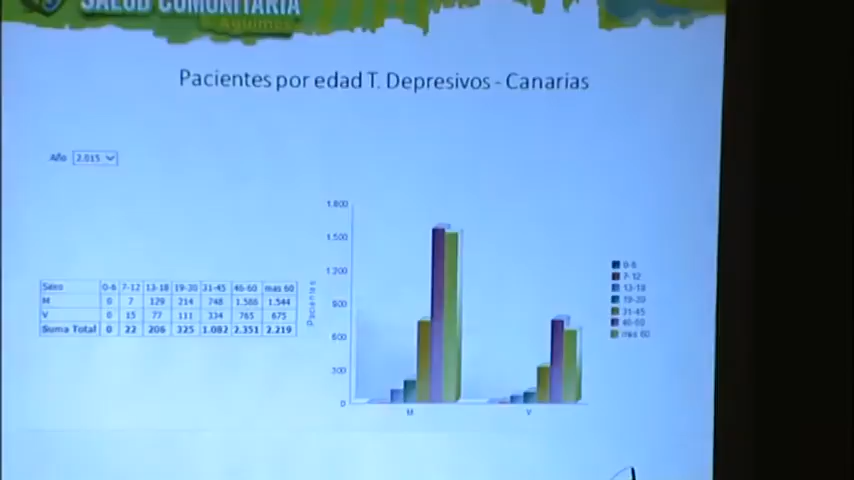 SALUD COMUNITARIA
Agüimes
Pacientes por edad T. Depresivos - Canarias
Año 2.015
Sexo 0-6 7-12 13-18 19-30 31-45 46-60 mas 60
M 0 7 129 214 748 1.586 1.544
V 0 15 77 111 334 765 675
Suma Total 0 22 206 325 1.082 2.351 2.219
Pacientes
1.800
1.500
1.200
900
600
300
0
M
V
0-6
7-12
13-18
19-30
31-45
46-60
mas 60